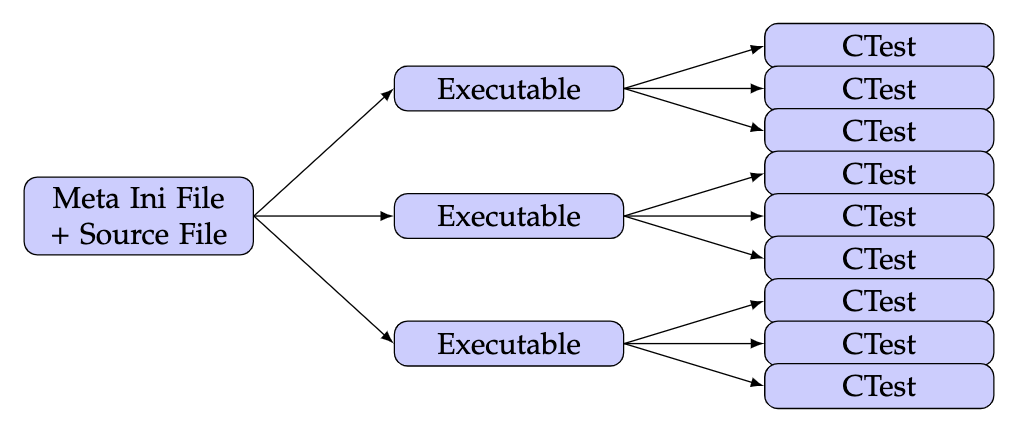 Meta Ini File
+ Source File
Executable
Executable
Executable
CTest
CTest
CTest
CTest
CTest
CTest
CTest
CTest
CTest